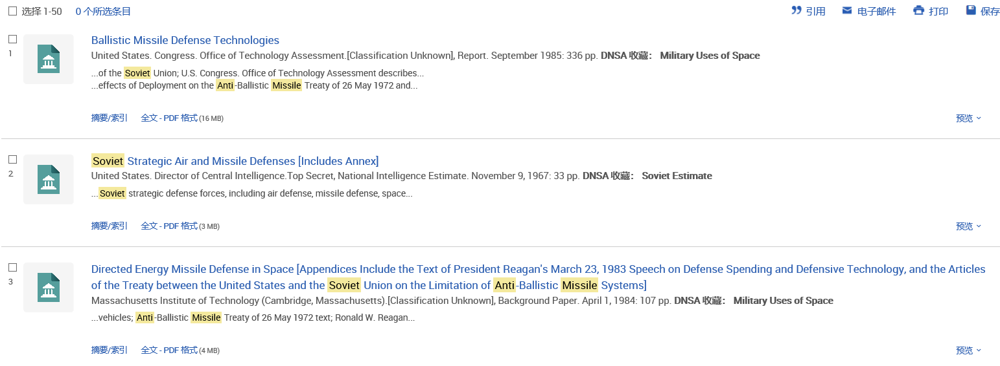 选择 1-50 0 个所选条目 引用 电子邮件 打印 保存
1
Ballistic Missile Defense Technologies
United States. Congress. Office of Technology Assessment.[Classification Unknown], Report. September 1985: 336 pp. DNSA 收藏： Military Uses of Space
...of the Soviet Union; U.S. Congress. Office of Technology Assessment describes...
...effects of Deployment on the Anti-Ballistic Missile Treaty of 26 May 1972 and...
摘要/索引 全文 - PDF 格式 (16 MB) 预览
2
Soviet Strategic Air and Missile Defenses [Includes Annex]
United States. Director of Central Intelligence.Top Secret, National Intelligence Estimate. November 9, 1967: 33 pp. DNSA 收藏： Soviet Estimate
...Soviet strategic defense forces, including air defense, missile defense, space...
摘要/索引 全文 - PDF 格式 (3 MB) 预览
3
Directed Energy Missile Defense in Space [Appendices Include the Text of President Reagan's March 23, 1983 Speech on Defense Spending and Defensive Technology, and the Articles
of the Treaty between the United States and the Soviet Union on the Limitation of Anti-Ballistic Missile Systems]
Massachusetts Institute of Technology (Cambridge, Massachusetts).[Classification Unknown], Background Paper. April 1, 1984: 107 pp. DNSA 收藏： Military Uses of Space
...vehicles; Anti-Ballistic Missile Treaty of 26 May 1972 text; Ronald W. Reagan...
摘要/索引 全文 - PDF 格式 (4 MB) 预览